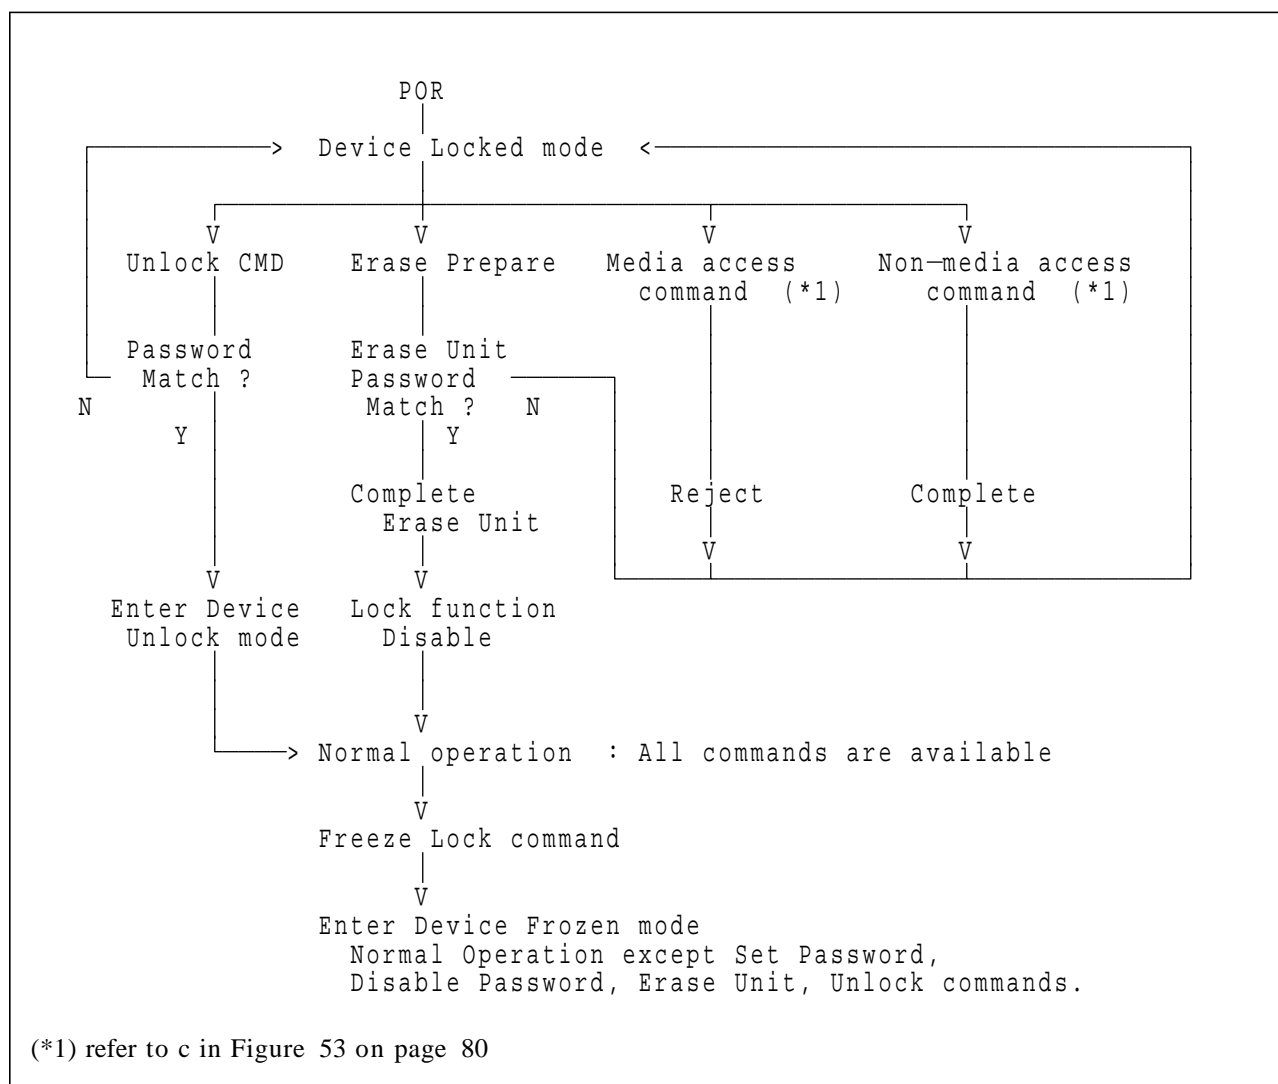 POR
> Device Locked mode <
V V V V
Unlock CMD Erase Prepare Media access Non—media access
command (*1) command (*1)
Password Erase Unit
Match ? Password
N Match ? N
Y Y
Complete Reject Complete
Erase Unit
V V
V V
Enter Device Lock function
Unlock mode Disable
V
> Normal operation : All commands are available
V
Freeze Lock command
V
Enter Device Frozen mode
Normal Operation except Set Password,
Disable Password, Erase Unit, Unlock commands.
(*1) refer to c in Figure 53 on page 80